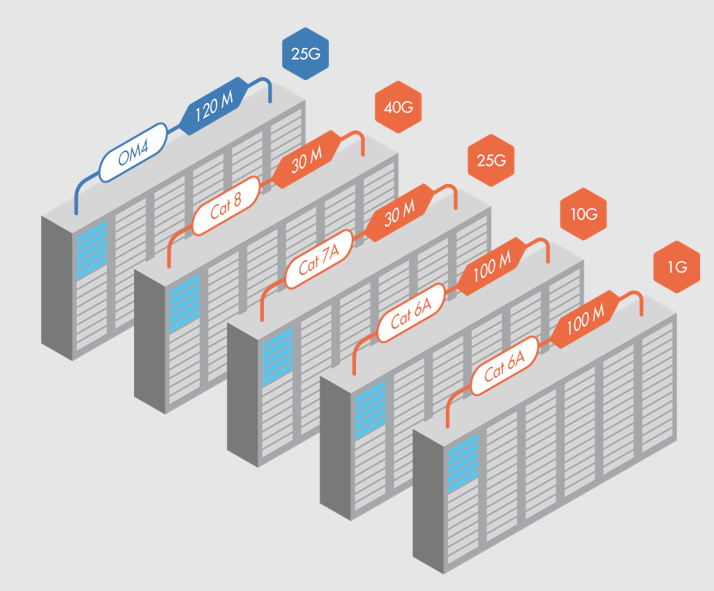 25G
120 M
OM4
40G
30 M
Cat 8
25G
30 M
Cat 7A
10G
100 M
Cat 6A
1G
100 M
Cat 6A